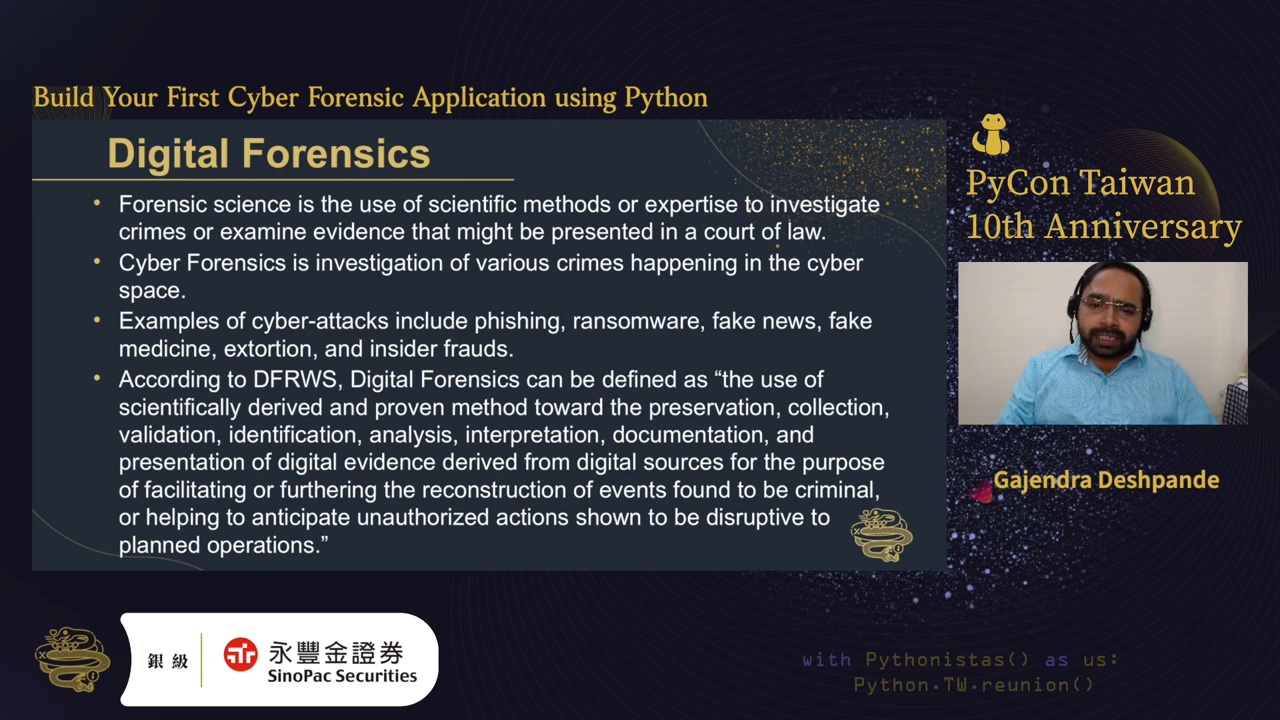 Build Your First Cyber Forensic Application using Python
Digital Forensics
• Forensic science is the use of scientific methods or expertise to investigate
crimes or examine evidence that might be presented in a court of law.
• Cyber Forensics is investigation of various crimes happening in the cyber
space.
• Examples of cyber-attacks include phishing, ransomware, fake news, fake
medicine, extortion, and insider frauds.
• According to DFRWS, Digital Forensics can be defined as “the use of
scientifically derived and proven method toward the preservation, collection,
validation, identification, analysis, interpretation, documentation, and
presentation of digital evidence derived from digital sources for the purpose
of facilitating or furthering the reconstruction of events found to be criminal,
or helping to anticipate unauthorized actions shown to be disruptive to
planned operations.”
PyCon Taiwan
10th Anniversary
Gajendra Deshpande
銀級
永豐金證券
SinoPac Securities
with Pythonistas() as us:
Python.TW.reunion()